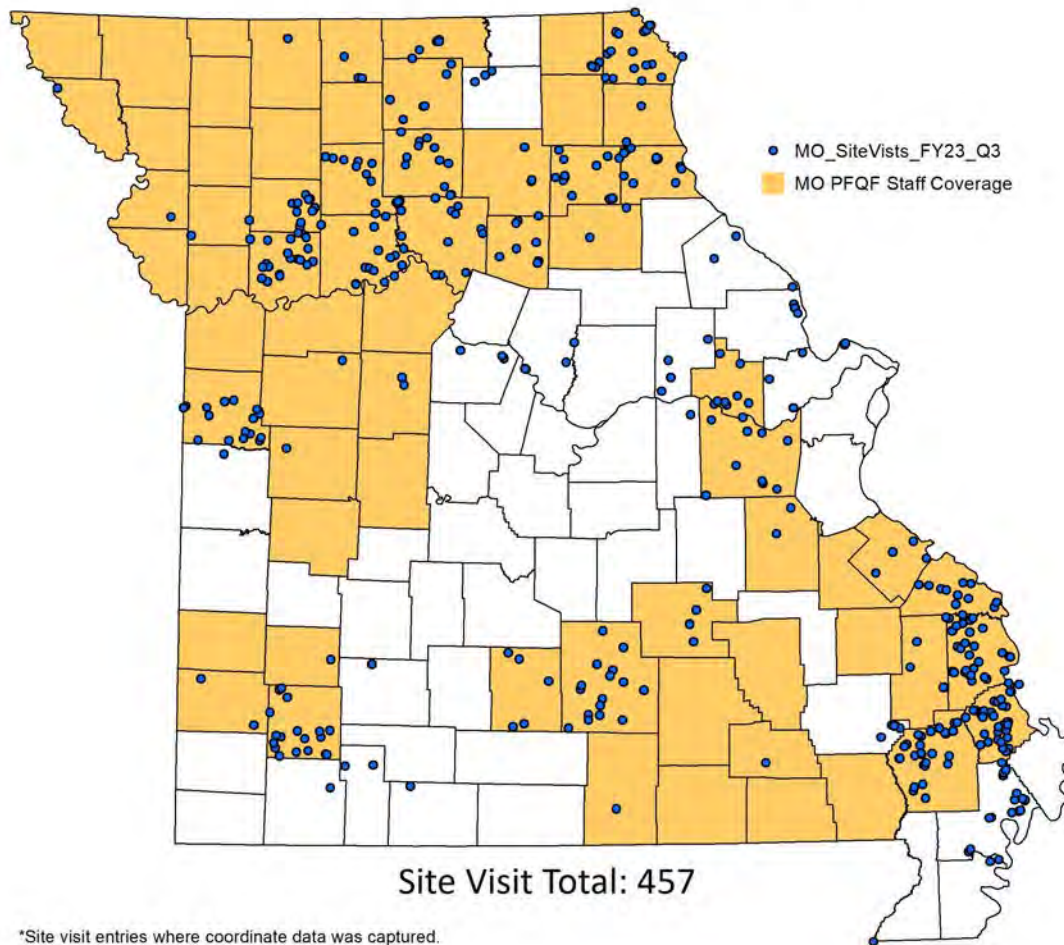 MO_SiteVists_FY23_Q3
MO PFQF Staff Coverage
Site Visit Total: 457
*Site visit entries where coordinate data was captured.